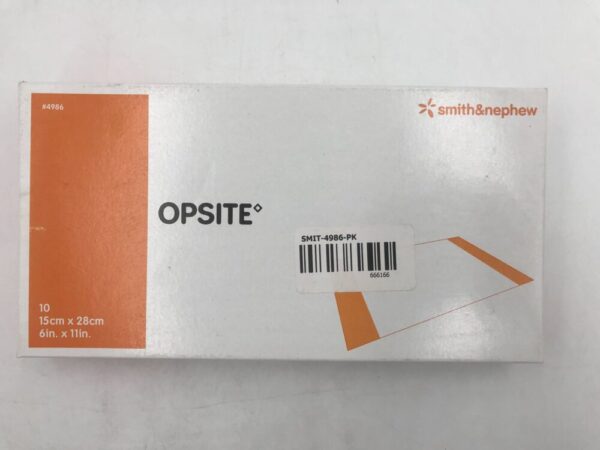 #4986
smith&nephew
OPSITE◇
SMIT-4986-PK
666166
10
15cm x 28cm
6in. x 11in.